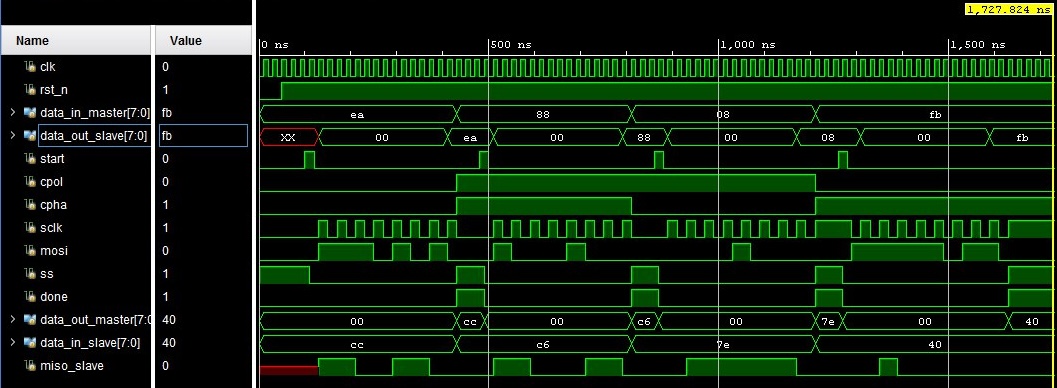 1,727.824 ns
Name Value
0 ns 500 ns 1,000 ns 1,500 ns
clk 0
rst_n 1
data_in_master[7:0] fb ea 88 08 fb
data_out_slave[7:0] fb XX 00 ea 00 88 00 08 00 fb
start 0
cpol 0
cpha 1
sclk 1
mosi 0
ss 1
done 1
data_out_master[7:0 40 00 cc 00 c6 00 7e 00 40
data_in_slave[7:0] 40 cc c6 7e 40
miso_slave 0